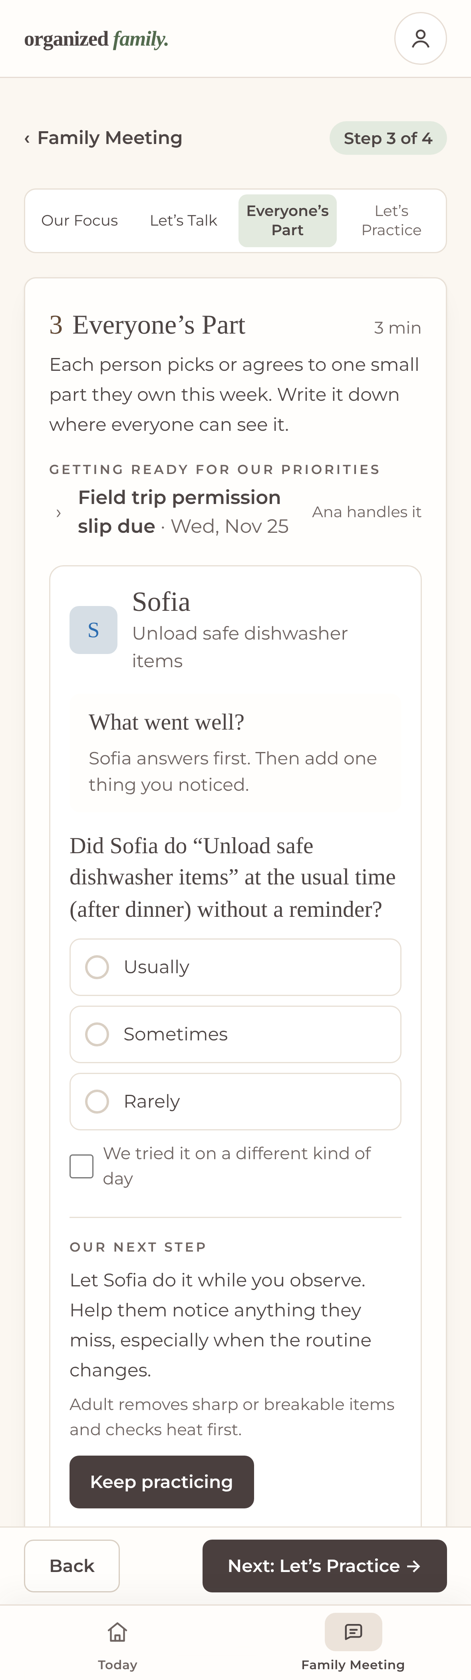 organized family.
‹ Family Meeting
Step 3 of 4
Our Focus
Let’s Talk
Everyone’s
Part
Let’s
Practice
3 Everyone’s Part
3 min
Each person picks or agrees to one small
part they own this week. Write it down
where everyone can see it.
GETTING READY FOR OUR PRIORITIES
› Field trip permission
slip due · Wed, Nov 25
Ana handles it
S
Sofia
Unload safe dishwasher
items
What went well?
Sofia answers first. Then add one
thing you noticed.
Did Sofia do “Unload safe
dishwasher items” at the usual time
(after dinner) without a reminder?
Usually
Sometimes
Rarely
We tried it on a different kind of
day
OUR NEXT STEP
Let Sofia do it while you observe.
Help them notice anything they
miss, especially when the routine
changes.
Adult removes sharp or breakable items
and checks heat first.
Keep practicing
Back
Next: Let’s Practice →
Today
Family Meeting